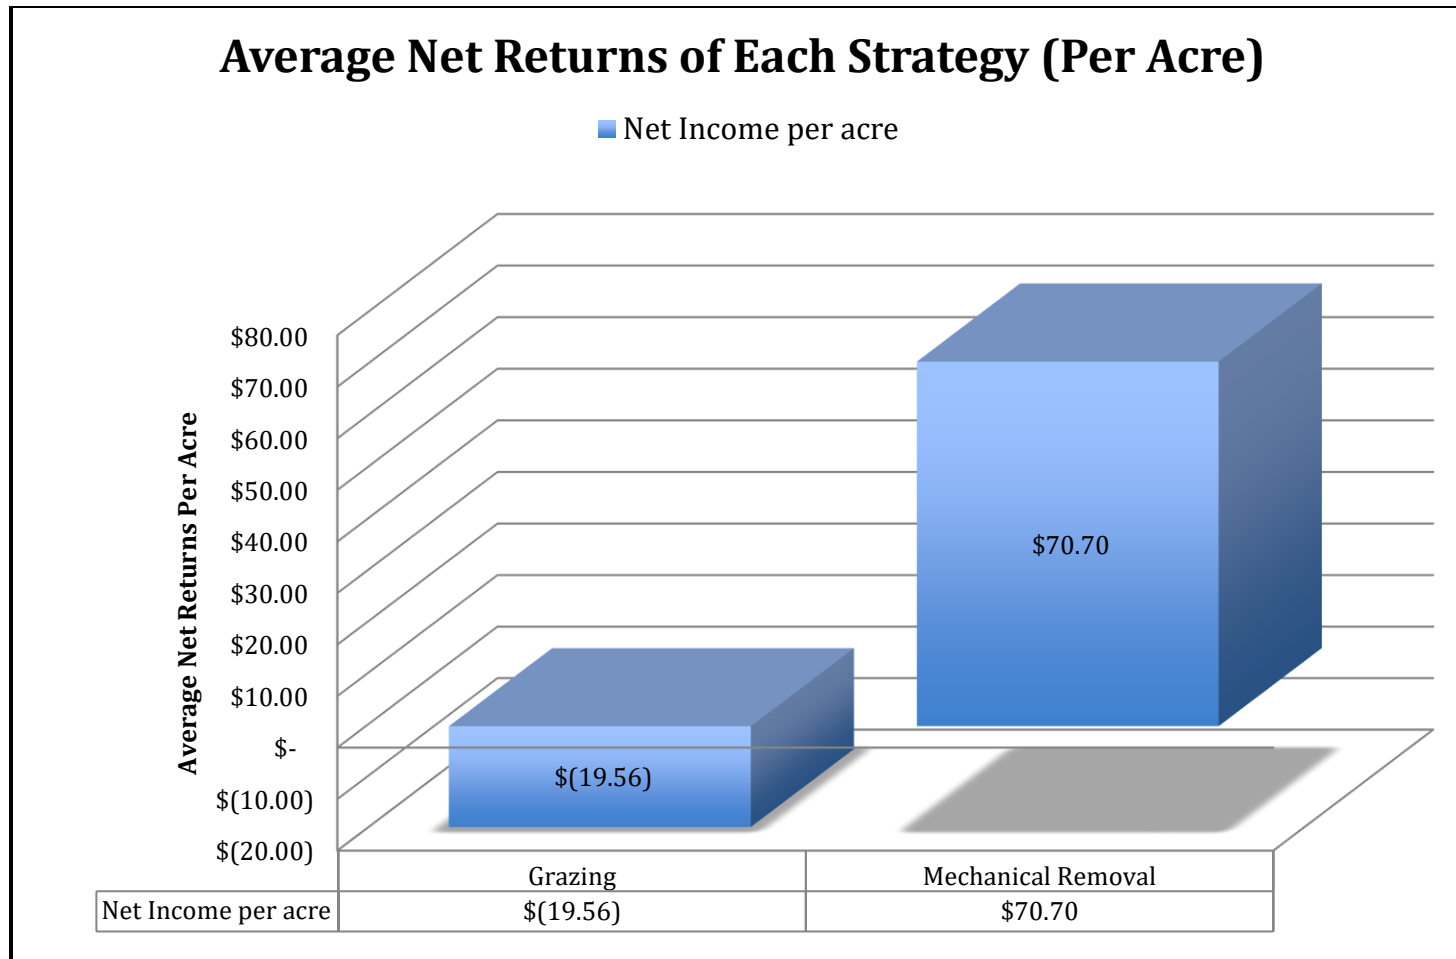 Average Net Returns of Each Strategy (Per Acre)
Net Income per acre
Average Net Returns Per Acre
$80.00
$70.00
$60.00
$50.00
$40.00
$30.00
$20.00
$10.00
$-
$(10.00)
$(20.00)
$70.70
$(19.56)
Grazing Mechanical Removal
Net Income per acre $(19.56) $70.70